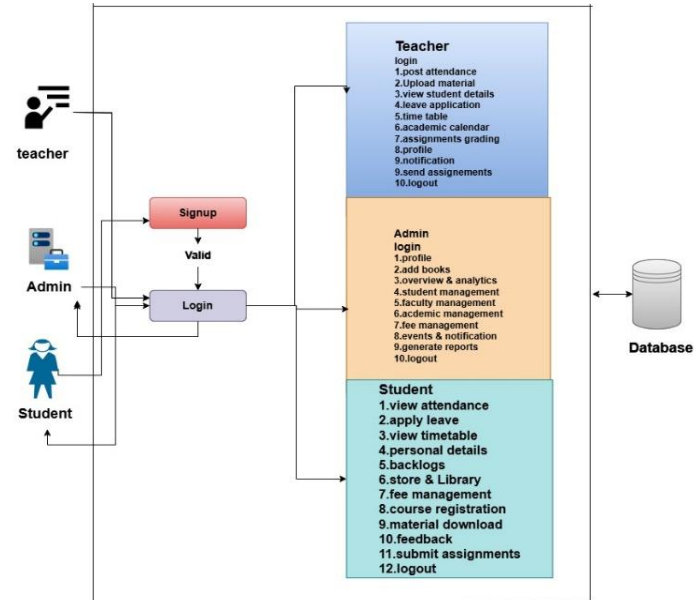 teacher
Admin
Student
Signup
Valid
Login
Teacher
login
1.post attendance
2.Upload material
3.view student details
4.leave application
5.time table
6.academic calendar
7.assignments grading
8.profile
9.notification
9.send assignements
10.logout
Admin
login
1.profile
2.add books
3.overview & analytics
4.student management
5.faculty management
6.acdemic management
7.fee management
8.events & notification
9.generate reports
10.logout
Student
1.view attendance
2.apply leave
3.view timetable
4.personal details
5.backlogs
6.store & Library
7.fee management
8.course registration
9.material download
10.feedback
11.submit assignments
12.logout
Database